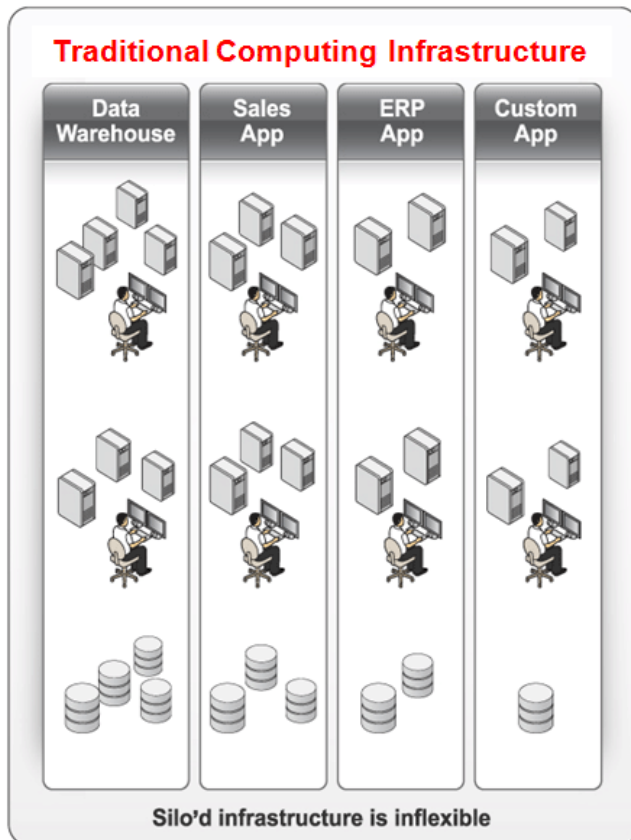 Traditional Computing Infrastructure
Data
Warehouse
Sales
App
ERP
App
Custom
App
Silo'd infrastructure is inflexible